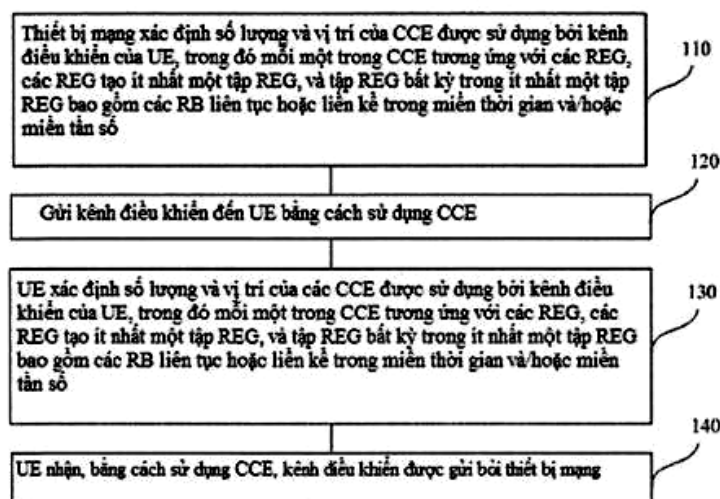 Thiết bị mạng xác định số lượng và vị trí của CCE được sử dụng bởi kênh
điều khiển của UE, trong đó mỗi một trong CCE tương ứng với các REG,
các REG tạo ít nhất một tập REG, và tập REG bất kỳ trong ít nhất một tập
REG bao gồm các RB liên tục hoặc liền kề trong miền thời gian và/hoặc
miền tần số
110
120
Gửi kênh điều khiển đến UE bằng cách sử dụng CCE
UE xác định số lượng và vị trí của các CCE được sử dụng bởi kênh điều
khiển của UE, trong đó mỗi một trong CCE tương ứng với các REG, các
REG tạo ít nhất một tập REG, và tập REG bất kỳ trong ít nhất một tập REG
bao gồm các RB liên tục hoặc liền kề trong miền thời gian và/hoặc miền
tần số
130
140
UE nhận, bằng cách sử dụng CCE, kênh điều khiển được gửi bởi thiết bị mạng